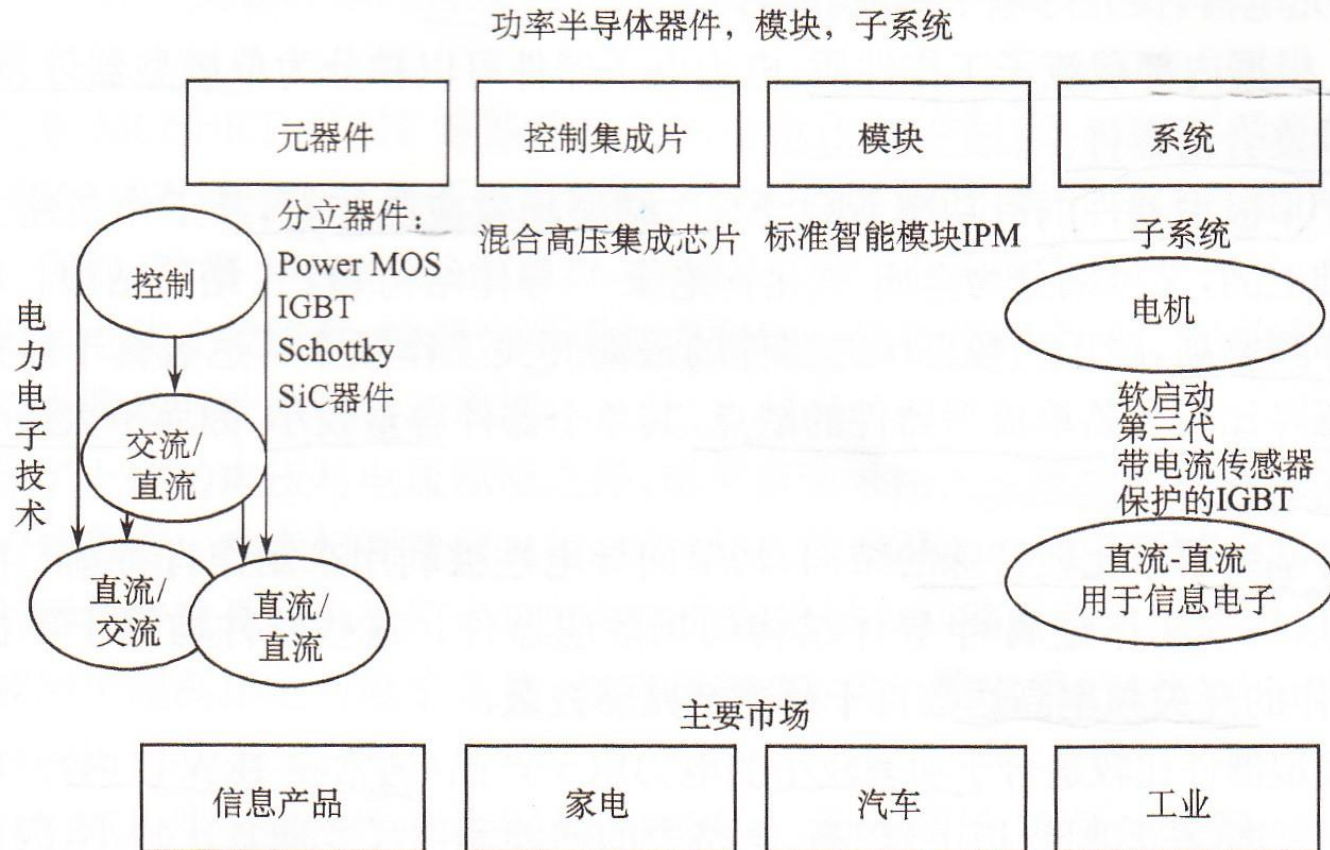 功率半导体器件，模块，子系统
元器件
控制集成片
模块
系统
分立器件：
Power MOS
IGBT
Schottky
SiC器件
混合高压集成芯片
标准智能模块IPM
子系统
电力电子技术
控制
交流/
直流
直流/
交流
直流/
直流
电机
软启动
第三代
带电流传感器
保护的IGBT
直流-直流
用于信息电子
主要市场
信息产品
家电
汽车
工业